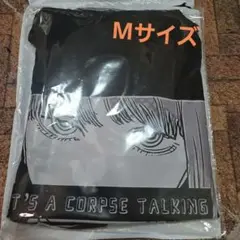 Mサイズ
T'S A CORPSE TALKING